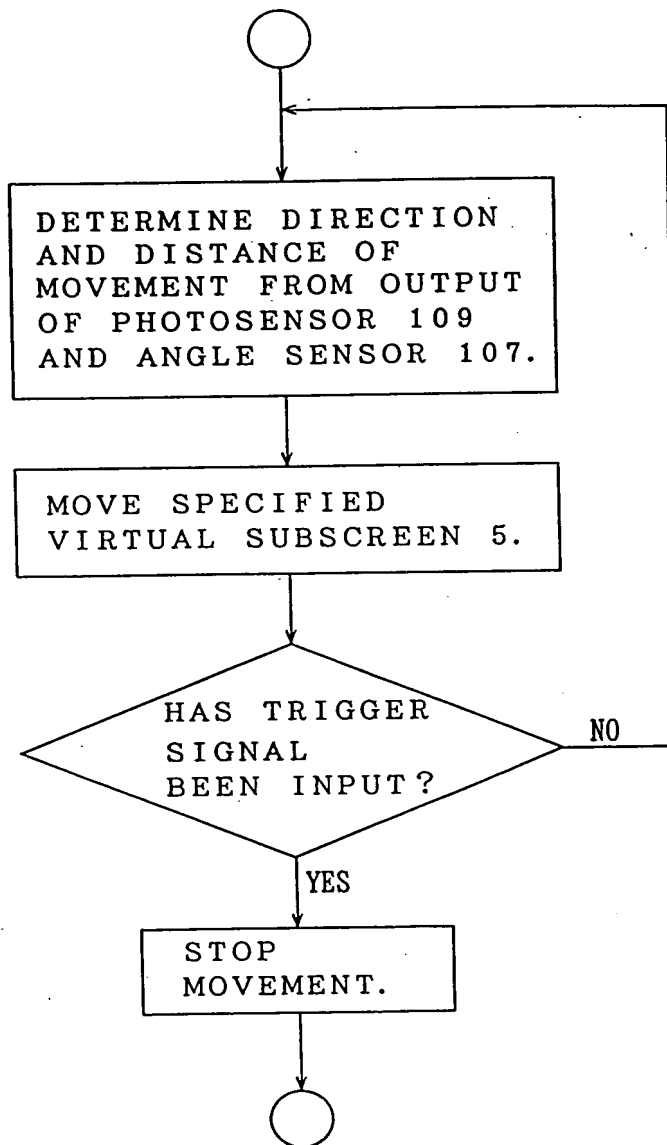 DETERMINE DIRECTION
AND DISTANCE OF
MOVEMENT FROM OUTPUT
OF PHOTOSENSOR 109
AND ANGLE SENSOR 107.
MOVE SPECIFIED
VIRTUAL SUBSCREEN 5.
HAS TRIGGER
SIGNAL
BEEN INPUT?
NO
YES
STOP
MOVEMENT.